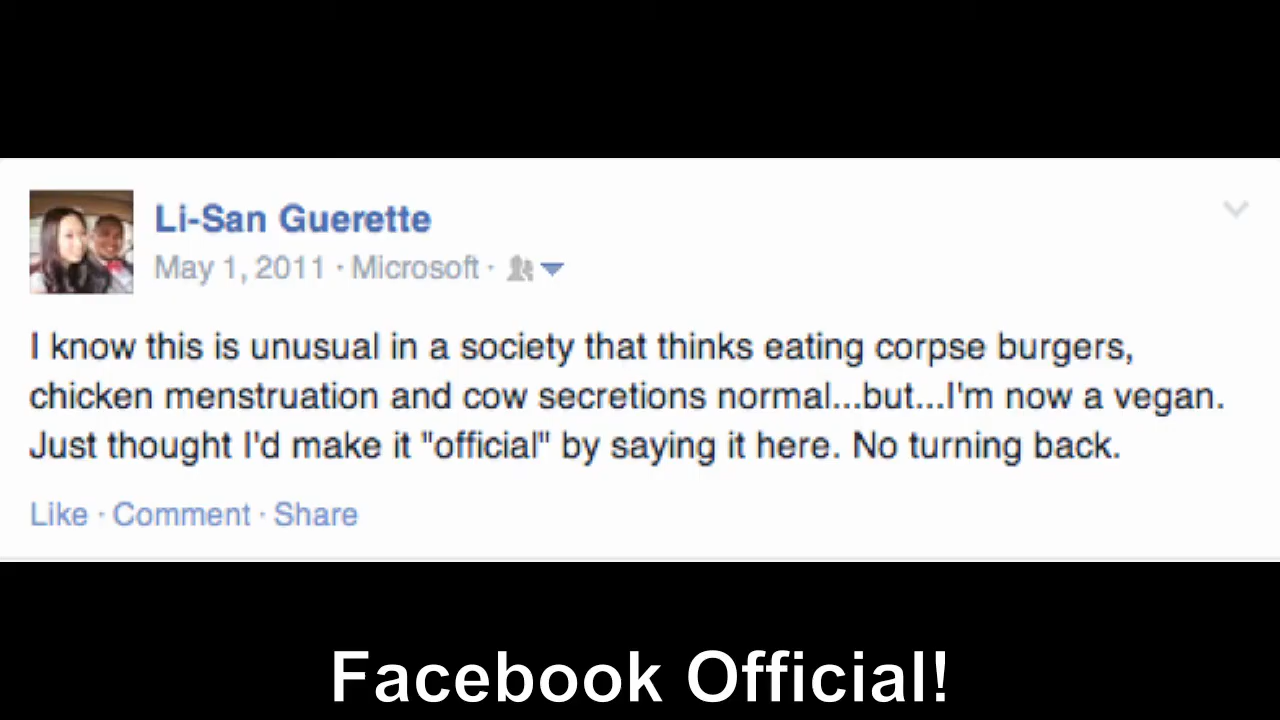 Li-San Guerette
May 1, 2011 · Microsoft ·
I know this is unusual in a society that thinks eating corpse burgers,
chicken menstruation and cow secretions normal...but...I'm now a vegan.
Just thought I'd make it "official" by saying it here. No turning back.
Like · Comment · Share
Facebook Official!